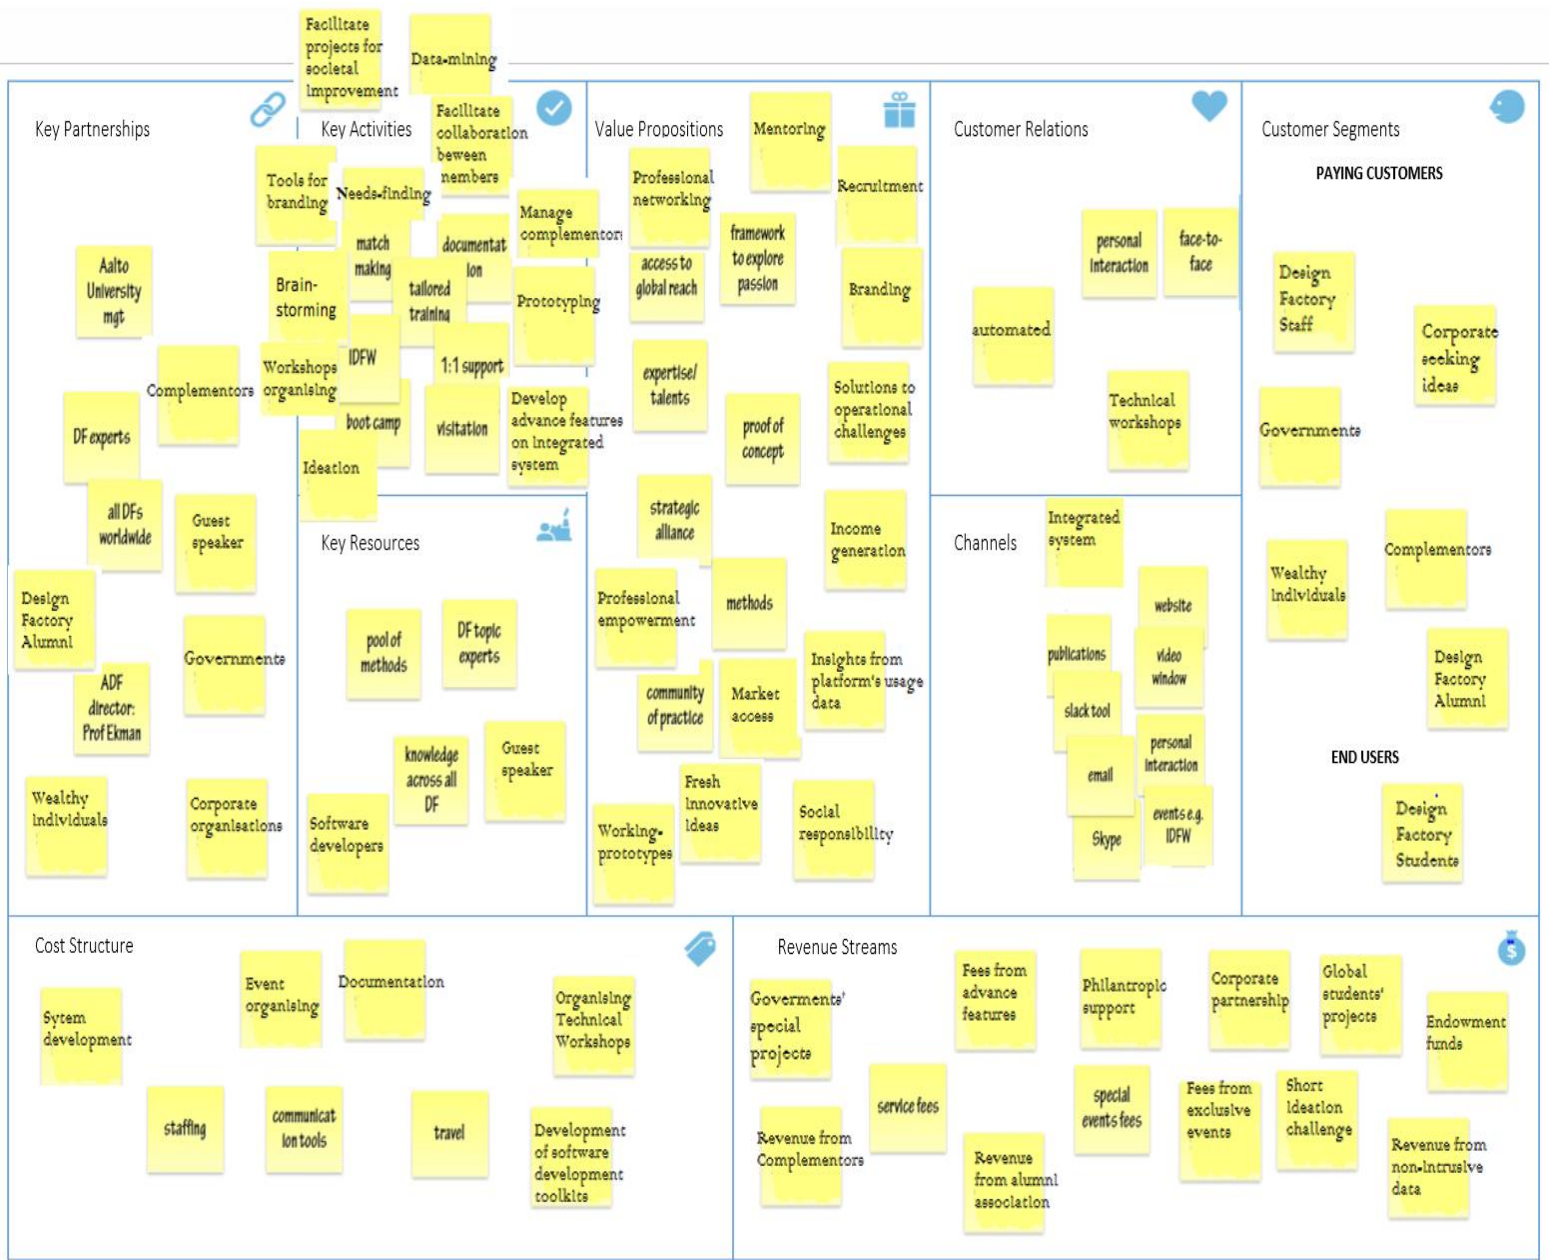 Facilitate
projects for
societal
improvement
Data-mining
Key Partnerships
Aalto
University
mgt
Complementors
DF experts
all DFs
worldwide
Guest
speaker
Design
Factory
Alumni
Governments
ADF
director:
Prof Ekman
Wealthy
individuals
Corporate
organisations
Key Activities
Facilitate
collaboration
beween
members
Tools for
branding
Needs-finding
Manage
complementors
match
making
documentat
ion
Brain-
storming
tailored
training
Prototyping
Workshops
organising
IDFW
1:1 support
boot camp
visitation
Develop
advance features
on integrated
system
Ideation
Key Resources
pool of
methods
DF topic
experts
knowledge
across all
DF
Guest
speaker
Software
developers
Value Propositions
Mentoring
Professional
networking
Recruitment
framework
to explore
passion
access to
global reach
Branding
expertise/
talents
Solutions to
operational
challenges
proof of
concept
strategic
alliance
Income
generation
Professional
empowerment
methods
Insights from
platform's usage
data
community
of practice
Market
access
Fresh
innovative
ideas
Social
responsibility
Working-
prototypes
Customer Relations
personal
interaction
face-to-
face
automated
Technical
workshops
Channels
Integrated
system
website
publications
video
window
slack tool
personal
interaction
email
events e.g.
IDFW
Skype
Customer Segments
PAYING CUSTOMERS
Design
Factory
Staff
Corporate
seeking
ideas
Governments
Complementors
Wealthy
individuals
Design
Factory
Alumni
END USERS
Design
Factory
Students
Cost Structure
Sytem
development
Event
organising
Documentation
Organising
Technical
Workshops
staffing
communicat
ion tools
travel
Development
of software
development
toolkits
Revenue Streams
Goverments'
special
projects
Fees from
advance
features
Philantropic
support
Corporate
partnership
Global
students'
projects
Endowment
funds
service fees
special
events fees
Fees from
exclusive
events
Short
ideation
challenge
Revenue from
Complementors
Revenue
from alumni
association
Revenue from
non-intrusive
data
$